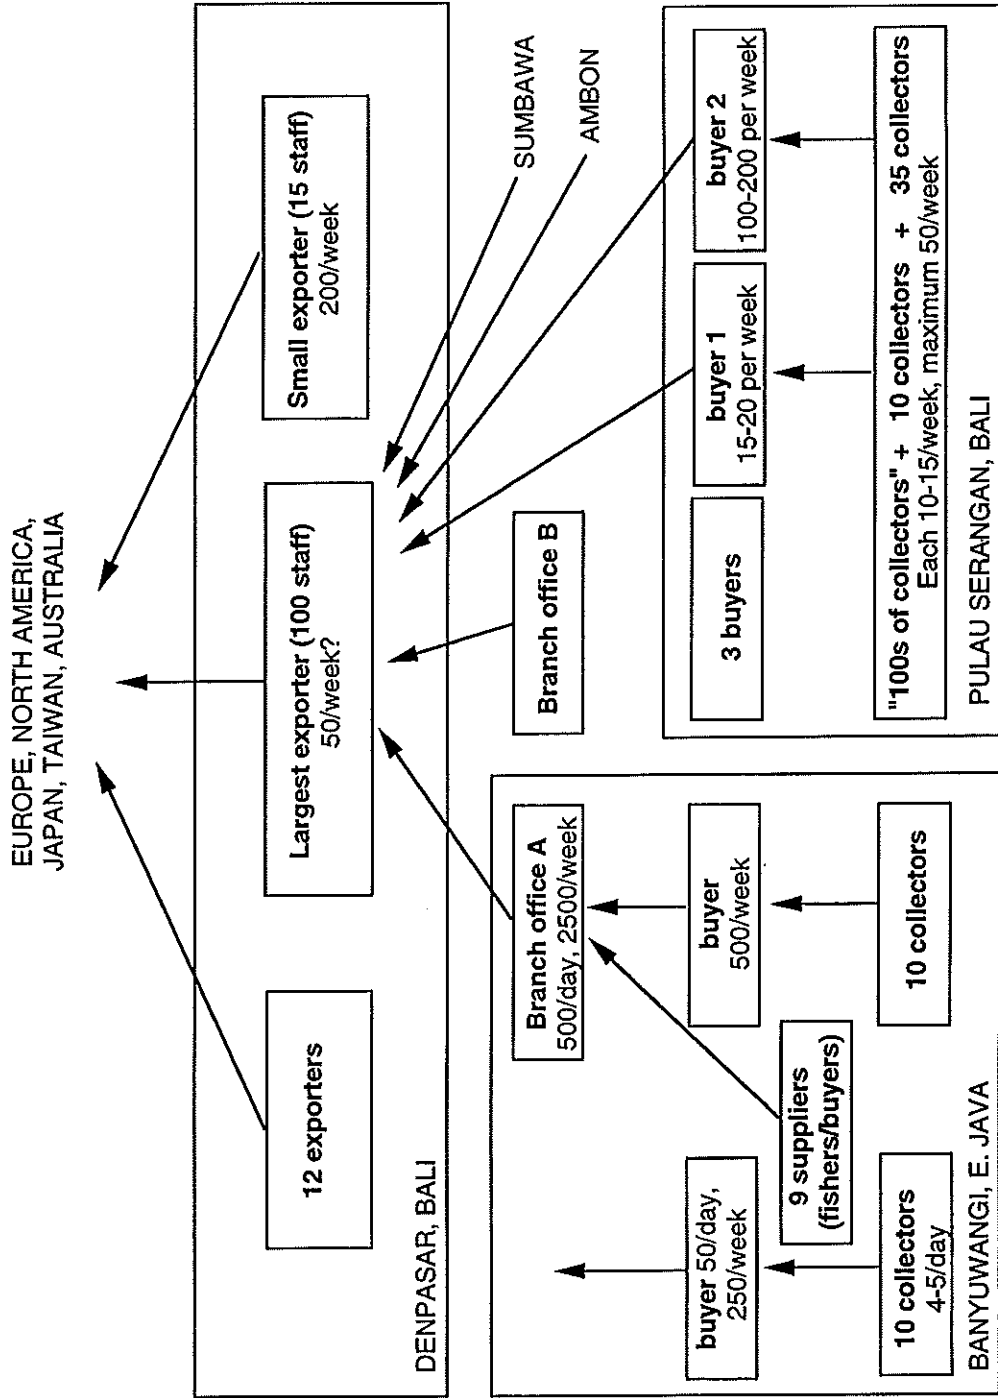 EUROPE, NORTH AMERICA,
JAPAN, TAIWAN, AUSTRALIA
12 exporters
Largest exporter (100 staff)
50/week?
Small exporter (15 staff)
200/week
DENPASAR, BALI
SUMBAWA
AMBON
Branch office A
500/day, 2500/week
Branch office B
buyer 50/day,
250/week
buyer
500/week
9 suppliers
(fishers/buyers)
10 collectors
4-5/day
10 collectors
BANYUWANGI, E. JAVA
3 buyers
buyer 1
15-20 per week
buyer 2
100-200 per week
"100s of collectors" + 10 collectors + 35 collectors
Each 10-15/week, maximum 50/week
PULAU SERANGAN, BALI